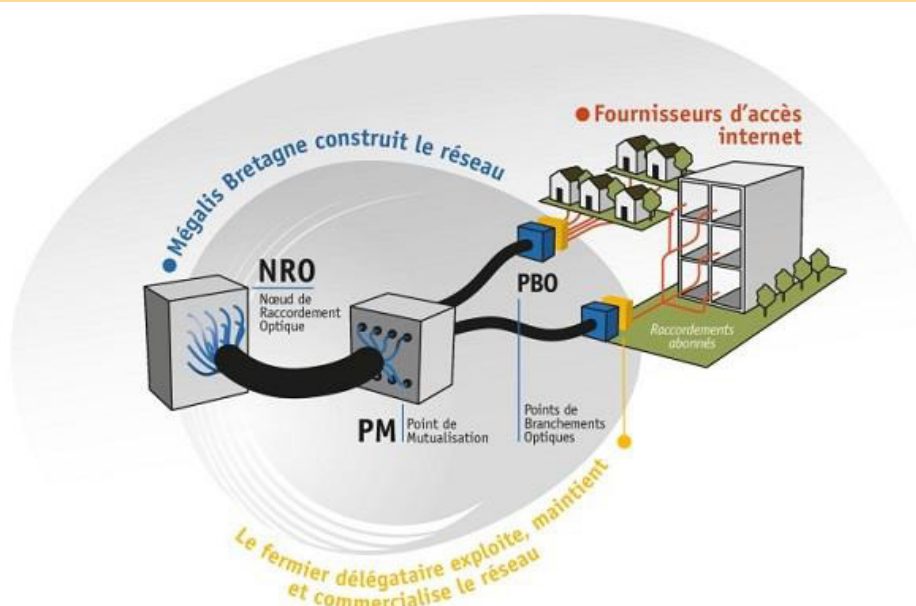 Mégalis Bretagne construit le réseau
Fournisseurs d'accès
internet
NRO
Nœud de
Raccordement
Optique
PBO
Raccordements
abonnés
PM
Point de
Mutualisation
Points de
Branchements
Optiques
Le fermier délégataire exploite, maintient
et commercialise le réseau